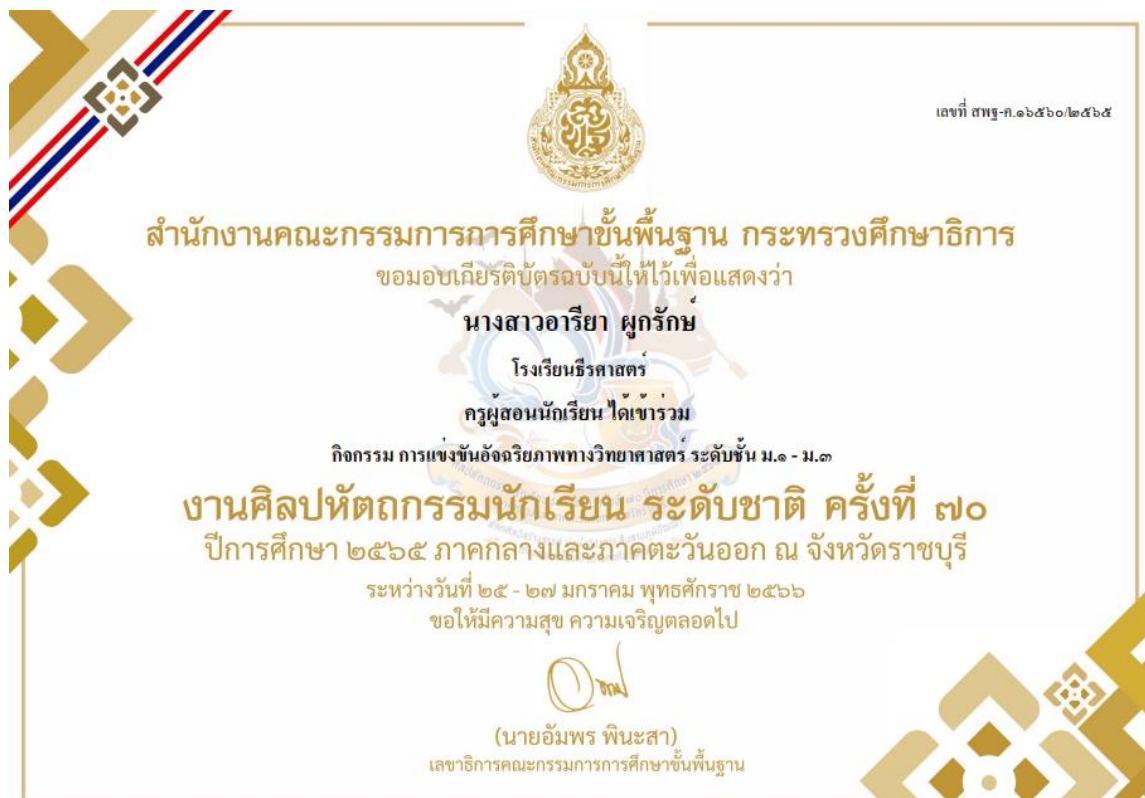 เลขที่ สพฐ-ค.๑๖๕๖๐/๒๕๖๕
สำนักงานคณะกรรมการการศึกษาขั้นพื้นฐาน กระทรวงศึกษาธิการ
ขอมอบเกียรติบัตรฉบับนี้ให้ไว้เพื่อแสดงว่า
นางสาวอารียา ผูกรักษ์
โรงเรียนธีรศาสตร์
ครูผู้สอนนักเรียน ได้เข้าร่วม
กิจกรรม การแข่งขันอัจฉริยภาพทางวิทยาศาสตร์ ระดับชั้น ม.๑ - ม.๓
งานศิลปหัตถกรรมนักเรียน ระดับชาติ ครั้งที่ ๗๐
ปีการศึกษา ๒๕๖๕ ภาคกลางและภาคตะวันออก ณ จังหวัดราชบุรี
ระหว่างวันที่ ๒๕ - ๒๗ มกราคม พุทธศักราช ๒๕๖๖
ขอให้มีความสุข ความเจริญตลอดไป
(นายอัมพร พินะสา)
เลขาธิการคณะกรรมการการศึกษาขั้นพื้นฐาน